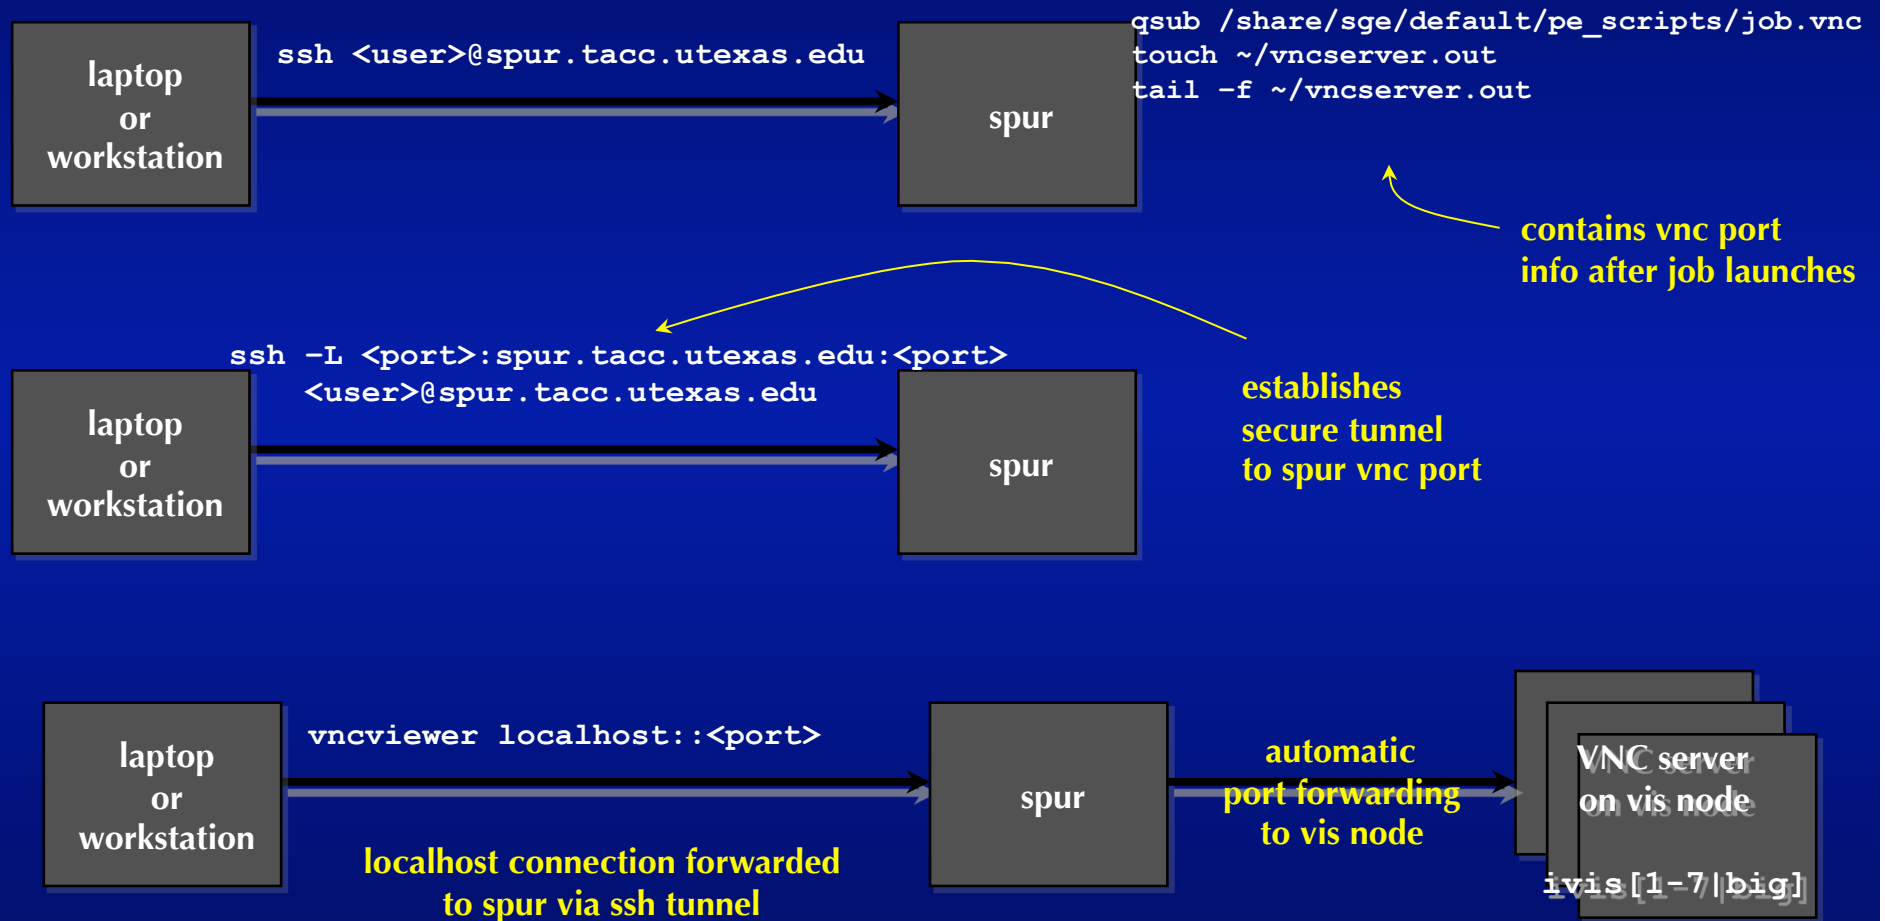 laptop
or
workstation
ssh <user>@spur.tacc.utexas.edu
spur
qsub /share/sge/default/pe_scripts/job.vnc
touch ~/vncserver.out
tail –f ~/vncserver.out
contains vnc port
info after job launches
ssh –L <port>:spur.tacc.utexas.edu:<port>
<user>@spur.tacc.utexas.edu
laptop
or
workstation
spur
establishes
secure tunnel
to spur vnc port
laptop
or
workstation
vncviewer localhost::<port>
localhost connection forwarded
to spur via ssh tunnel
spur
automatic
port forwarding
to vis node
VNC server
on vis node
ivis[1-7|big]